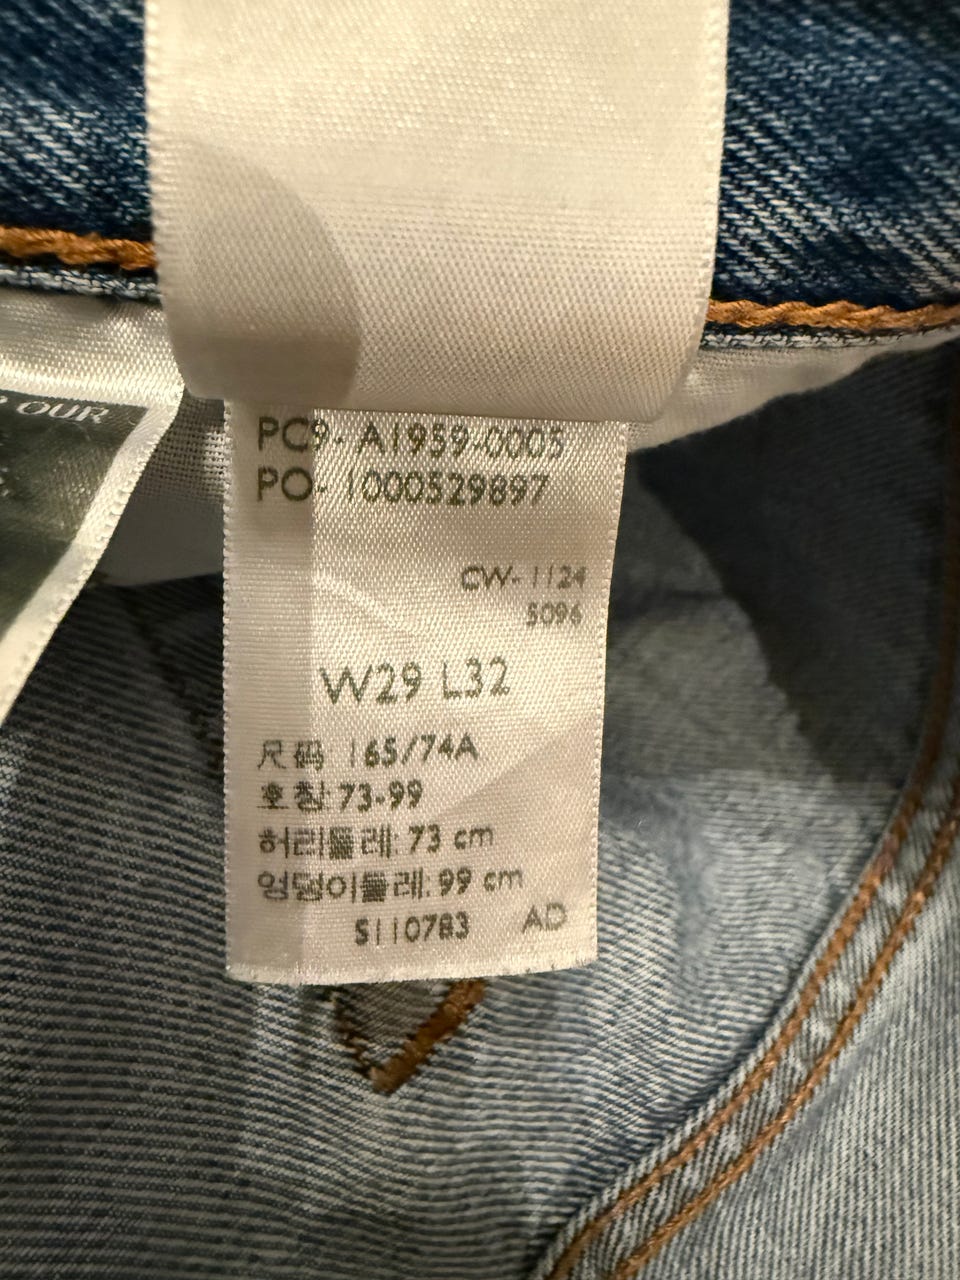 OUR
PC9- A1959-0005
PO- 1000529897
CW- 1124
5096
W29 L32
尺码 165/74A
호칭: 73-99
허리둘레: 73 cm
엉덩이둘레: 99 cm
S110783 AD